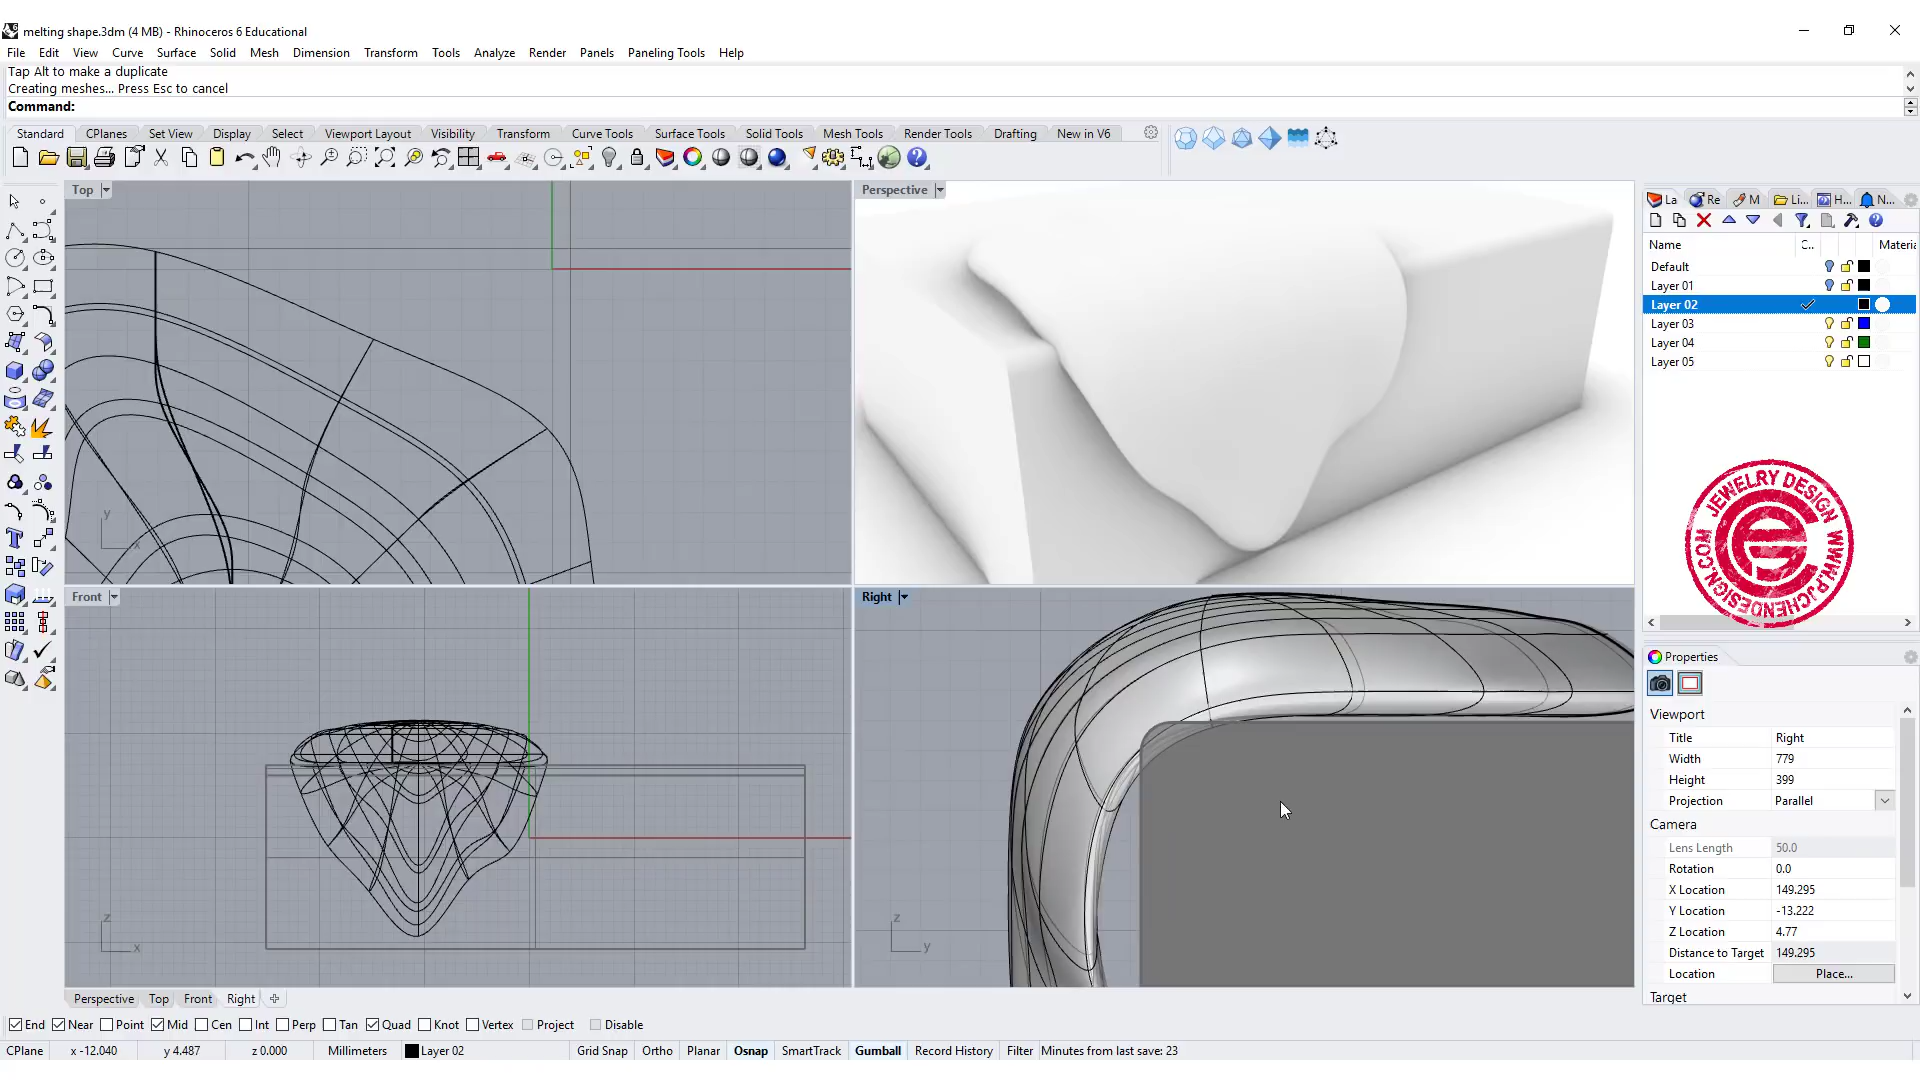 melting shape.3dm (4 MB) - Rhinoceros 6 Educational
File Edit View Curve Surface Solid Mesh Dimension Transform Tools Analyze Render Panels Paneling Tools Help
Tap Alt to make a duplicate
Creating meshes... Press Esc to cancel
Command:
Standard CPlanes Set View Display Select Viewport Layout Visibility Transform Curve Tools Surface Tools Solid Tools Mesh Tools Render Tools Drafting New in V6
Top
Perspective
La Re M Li... H... N...
Name C.. Materia
Default
Layer 01
Layer 02
Layer 03
Layer 04
Layer 05
JEWELRY DESIGN
WWW.PJCHENDESIGN.COM
y
x
Front
Right
z
x
z
y
Properties
Viewport
Title Right
Width 779
Height 399
Projection Parallel
Camera
Lens Length 50.0
Rotation 0.0
X Location 149.295
Y Location -13.222
Z Location 4.77
Distance to Target 149.295
Location Place...
Target
Perspective Top Front Right
End Near Point Mid Cen Int Perp Tan Quad Knot Vertex Project Disable
CPlane x -12.040 y 4.487 z 0.000 Millimeters Layer 02 Grid Snap Ortho Planar Osnap SmartTrack Gumball Record History Filter Minutes from last save: 23